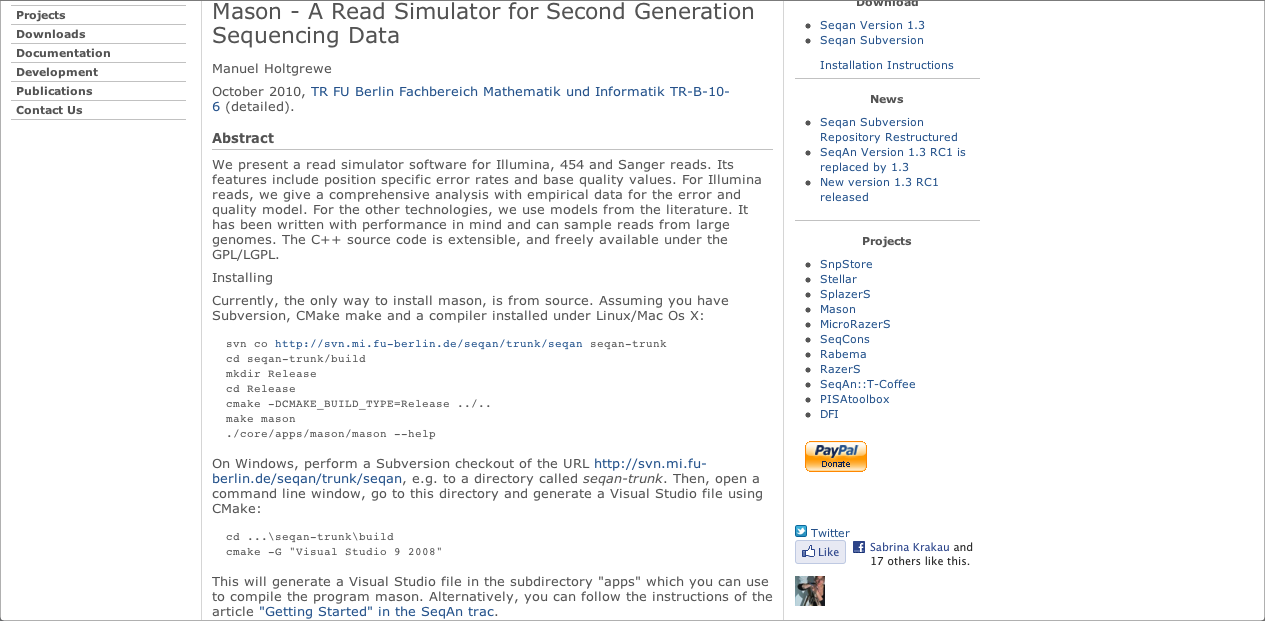 Projects
Downloads
Documentation
Development
Publications
Contact Us
Mason - A Read Simulator for Second Generation
Sequencing Data
Manuel Holtgrewe
October 2010, TR FU Berlin Fachbereich Mathematik und Informatik TR-B-10-
6 (detailed).
Abstract
We present a read simulator software for Illumina, 454 and Sanger reads. Its
features include position specific error rates and base quality values. For Illumina
reads, we give a comprehensive analysis with empirical data for the error and
quality model. For the other technologies, we use models from the literature. It
has been written with performance in mind and can sample reads from large
genomes. The C++ source code is extensible, and freely available under the
GPL/LGPL.
Installing
Currently, the only way to install mason, is from source. Assuming you have
Subversion, CMake make and a compiler installed under Linux/Mac Os X:
svn co http://svn.mi.fu-berlin.de/seqan/trunk/seqan seqan-trunk
cd seqan-trunk/build
mkdir Release
cd Release
cmake -DCMAKE_BUILD_TYPE=Release ../..
make mason
./core/apps/mason/mason --help
On Windows, perform a Subversion checkout of the URL http://svn.mi.fu-
berlin.de/seqan/trunk/seqan, e.g. to a directory called seqan-trunk. Then, open a
command line window, go to this directory and generate a Visual Studio file using
CMake:
cd ...\seqan-trunk\build
cmake -G "Visual Studio 9 2008"
This will generate a Visual Studio file in the subdirectory "apps" which you can use
to compile the program mason. Alternatively, you can follow the instructions of the
article "Getting Started" in the SeqAn trac.
Download
Seqan Version 1.3
Seqan Subversion
Installation Instructions
News
Seqan Subversion
Repository Restructured
SeqAn Version 1.3 RC1 is
replaced by 1.3
New version 1.3 RC1
released
Projects
SnpStore
Stellar
SplazerS
Mason
MicroRazerS
SeqCons
Rabema
RazerS
SeqAn::T-Coffee
PISAtoolbox
DFI
PayPal
Donate
Twitter
Like
Sabrina Krakau and
17 others like this.